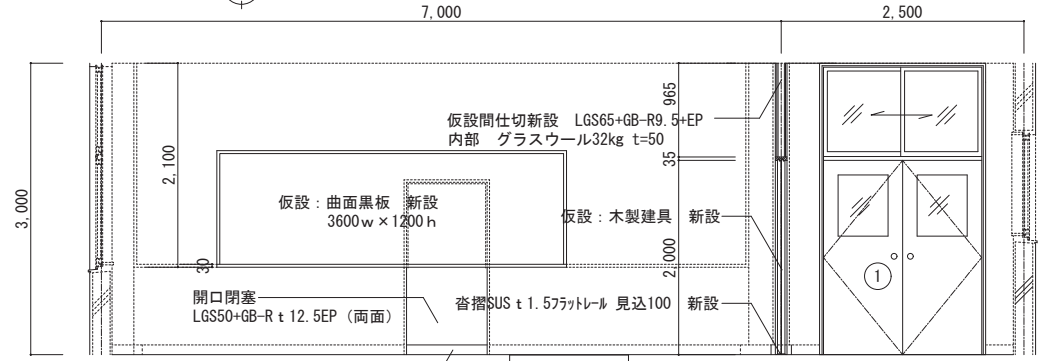 7,000
2,500
3,000
2,100
30
965
35
2,000
仮設間仕切新設　LGS65+GB-R9.5+EP
内部　グラスウール32kg t=50
仮設：曲面黒板　新設
3600ｗ×1200ｈ
仮設：木製建具　新設
開口閉塞
LGS50+GB-Rｔ12.5EP（両面）
沓摺SUSｔ1.5ﾌﾗｯﾄﾚｰﾙ 見込100　新設
1